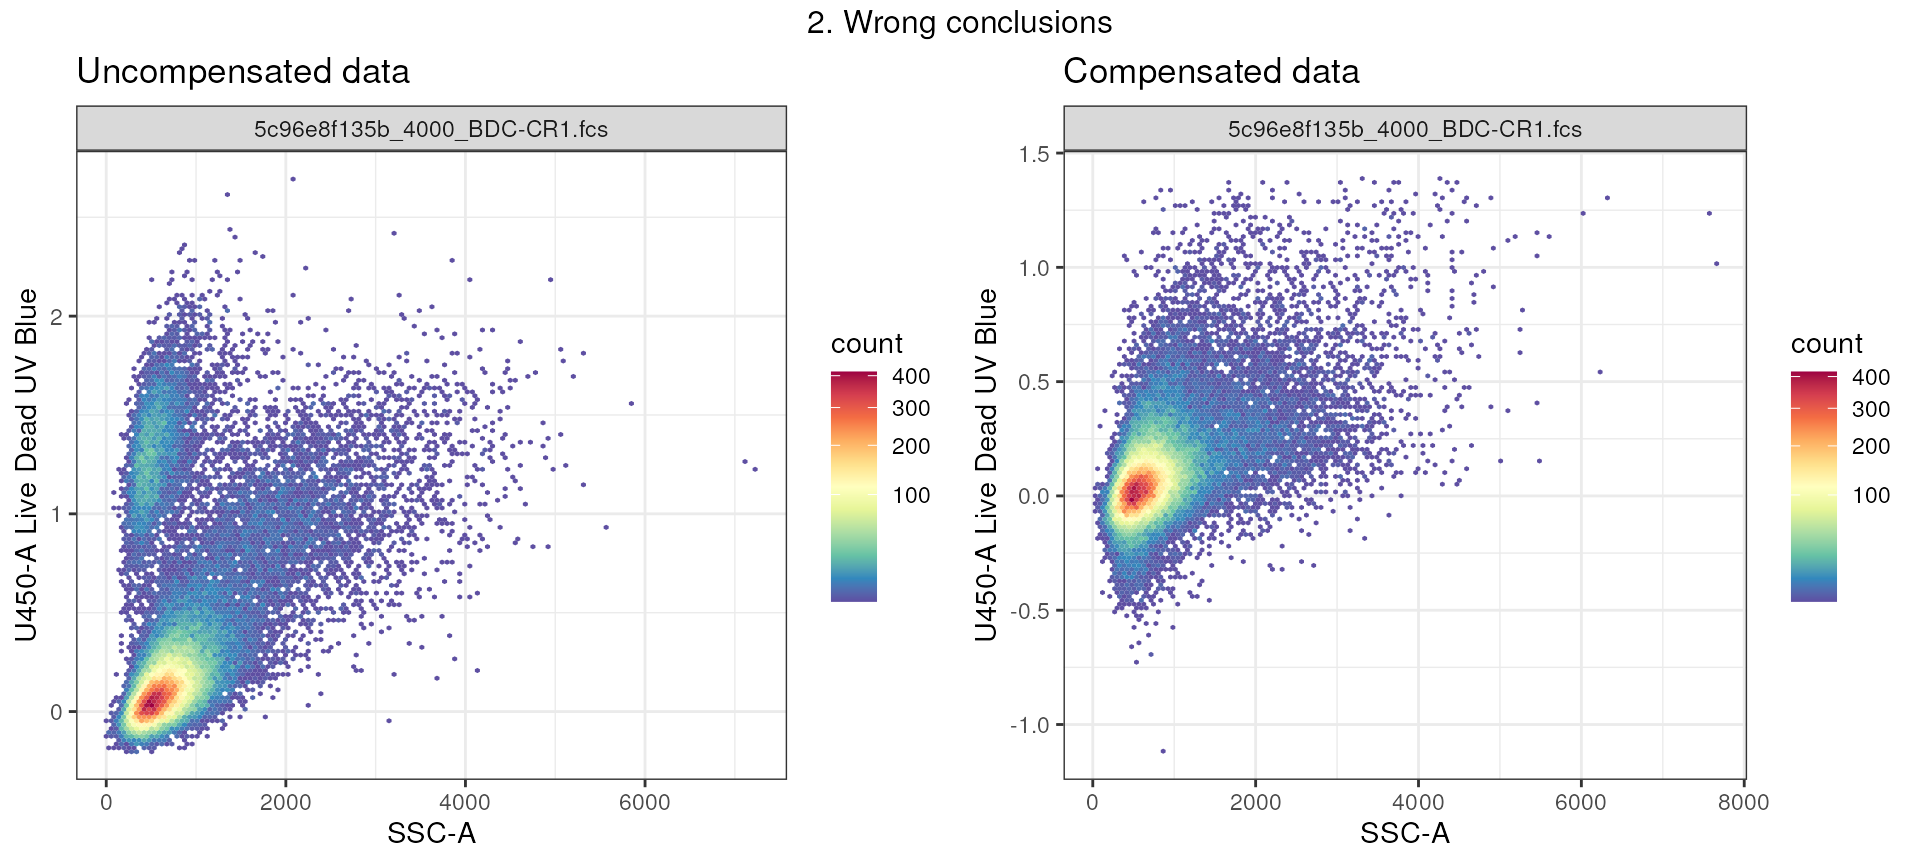 2. Wrong conclusions
Uncompensated data
5c96e8f135b_4000_BDC-CR1.fcs
U450-A Live Dead UV Blue
2
1
0
0
2000
4000
6000
SSC-A
count
400
300
200
100
Compensated data
5c96e8f135b_4000_BDC-CR1.fcs
U450-A Live Dead UV Blue
1.5
1.0
0.5
0.0
-0.5
-1.0
0
2000
4000
6000
8000
SSC-A
count
400
300
200
100